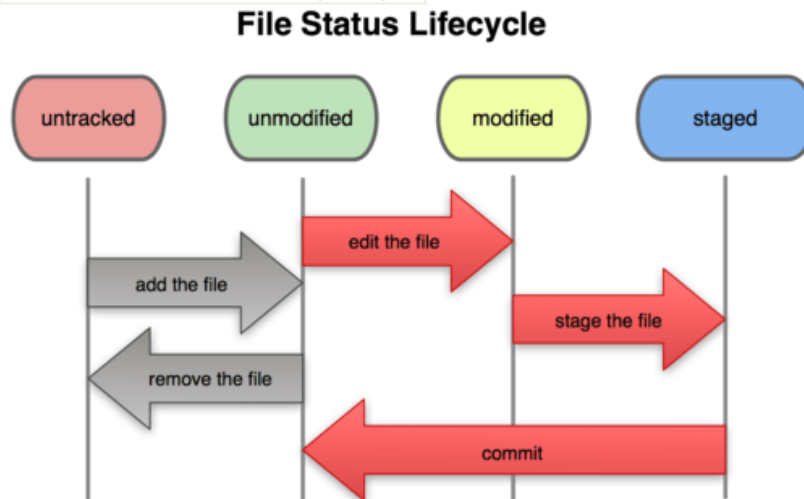 File Status Lifecycle
untracked
unmodified
modified
staged
edit the file
add the file
stage the file
remove the file
commit